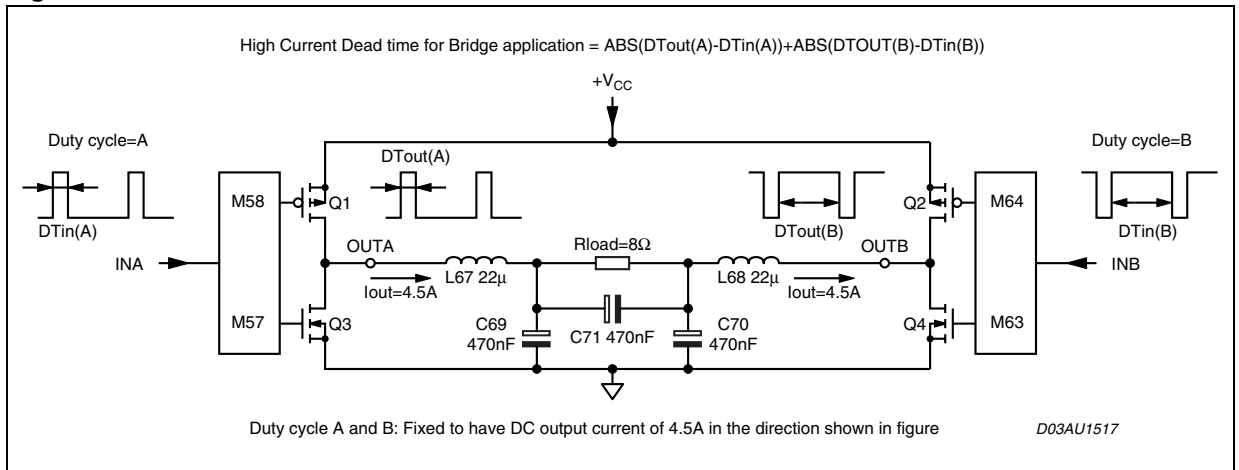 High Current Dead time for Bridge application = ABS(DTout(A)-DTin(A))+ABS(DTOUT(B)-DTin(B))
+VCC
Duty cycle=A
Duty cycle=B
DTout(A)
M58
Q1
Q2
M64
DTin(A)
DTout(B)
DTin(B)
OUTA
Rload=8Ω
OUTB
INA
INB
L67 22μ
L68 22μ
Iout=4.5A
Iout=4.5A
M57
Q3
C69
470nF
C71 470nF
C70
470nF
Q4
M63
Duty cycle A and B: Fixed to have DC output current of 4.5A in the direction shown in figure
D03AU1517